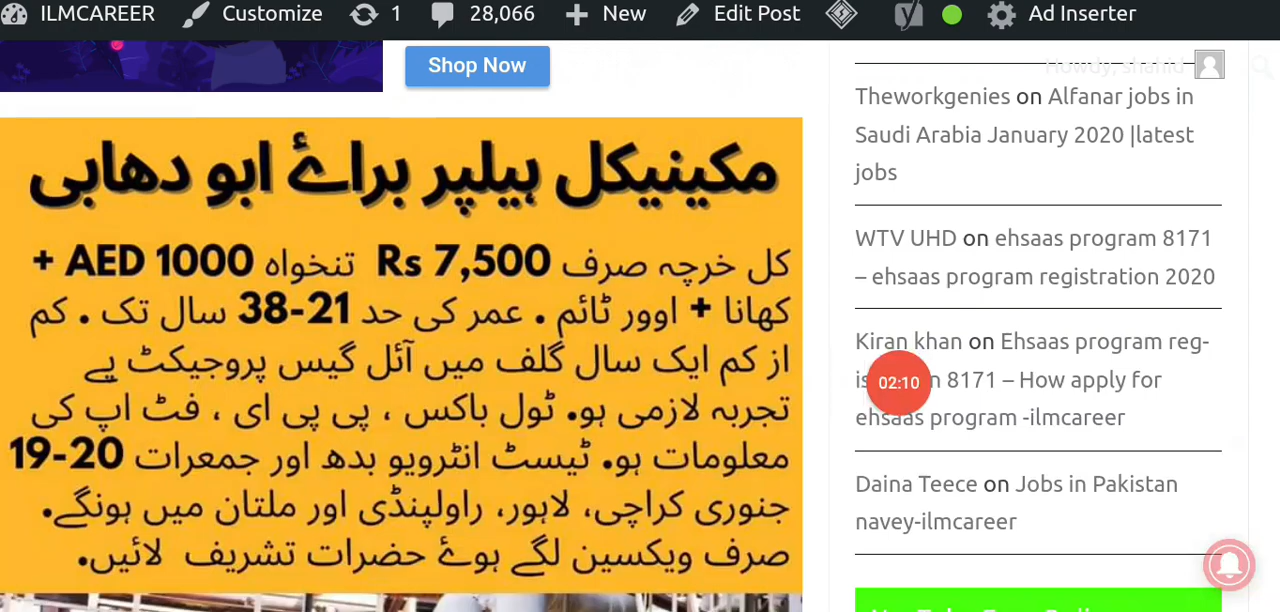 ILMCAREER Customize 1 28,066 New Edit Post Ad Inserter
Howdy, shahid
Shop Now
مکینیکل ہیلپر برائے ابو دھابی
کل خرچہ صرف Rs 7,500 تنخواہ AED 1000 +
کھانا + اوور ٹائم . عمر کی حد 21-38 سال تک . کم
از کم ایک سال گلف میں آئل گیس پروجیکٹ پے
تجربہ لازمی ہو. ٹول باکس ، پی پی ای ، فٹ اپ کی
معلومات ہو. ٹیسٹ انٹرویو بدھ اور جمعرات 19-20
جنوری کراچی، لاہور، راولپنڈی اور ملتان میں ہونگے.
صرف ویکسین لگے ہوئے حضرات تشریف لائیں.
Theworkgenies on Alfanar jobs in
Saudi Arabia January 2020 |latest
jobs
WTV UHD on ehsaas program 8171
– ehsaas program registration 2020
Kiran khan on Ehsaas program reg-
8171 – How apply for
ehsaas program -ilmcareer
02:10
Daina Teece on Jobs in Pakistan
navey-ilmcareer